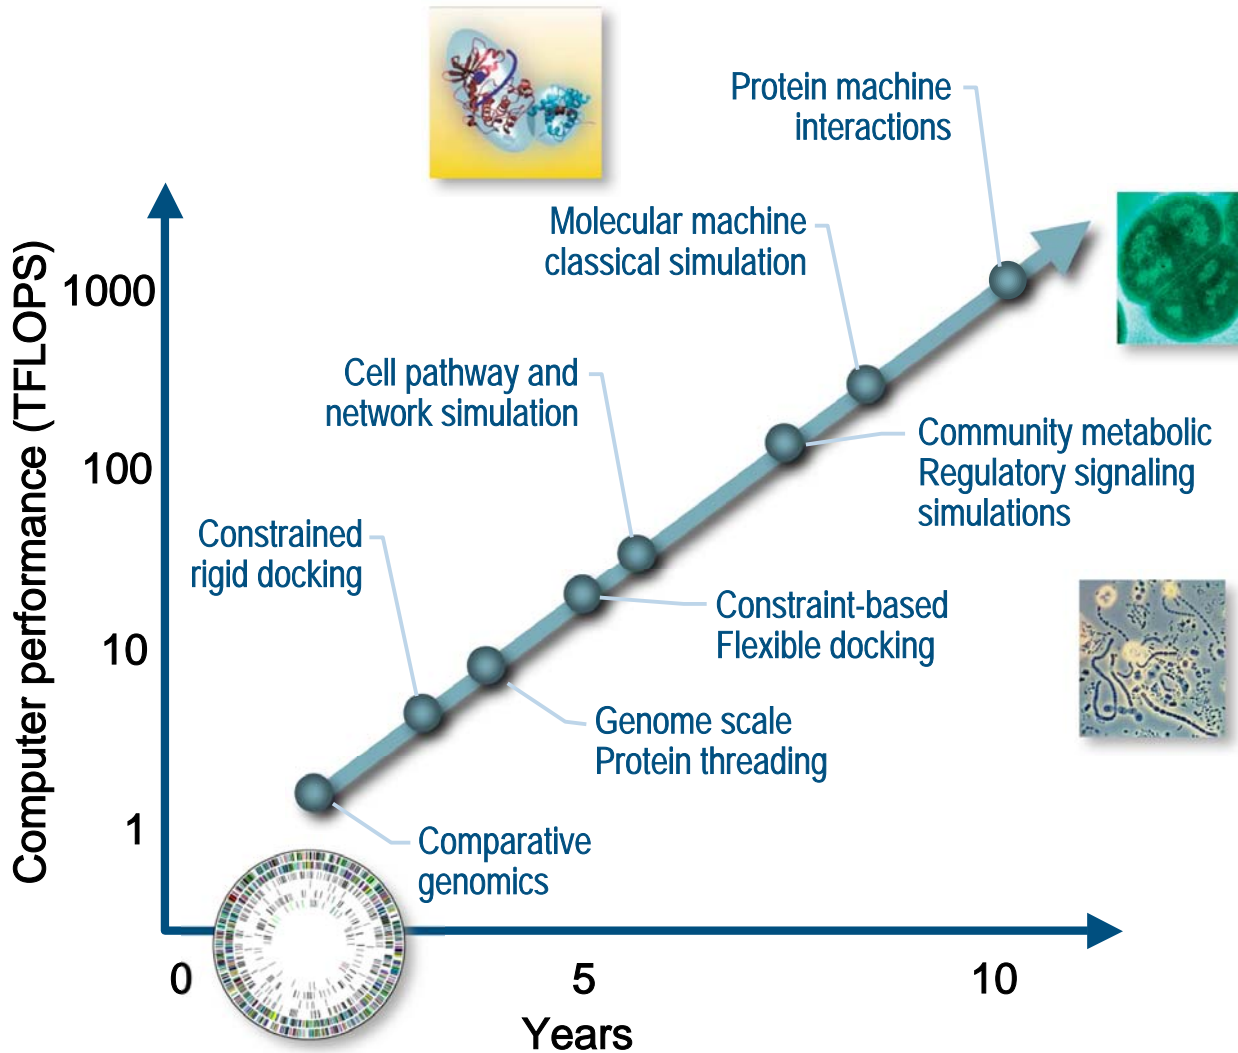 Protein machine
interactions
Molecular machine
classical simulation
Cell pathway and
network simulation
Community metabolic
Regulatory signaling
simulations
Constrained
rigid docking
Constraint-based
Flexible docking
Genome scale
Protein threading
Comparative
genomics
Computer performance (TFLOPS)
1000
100
10
1
0
5
10
Years